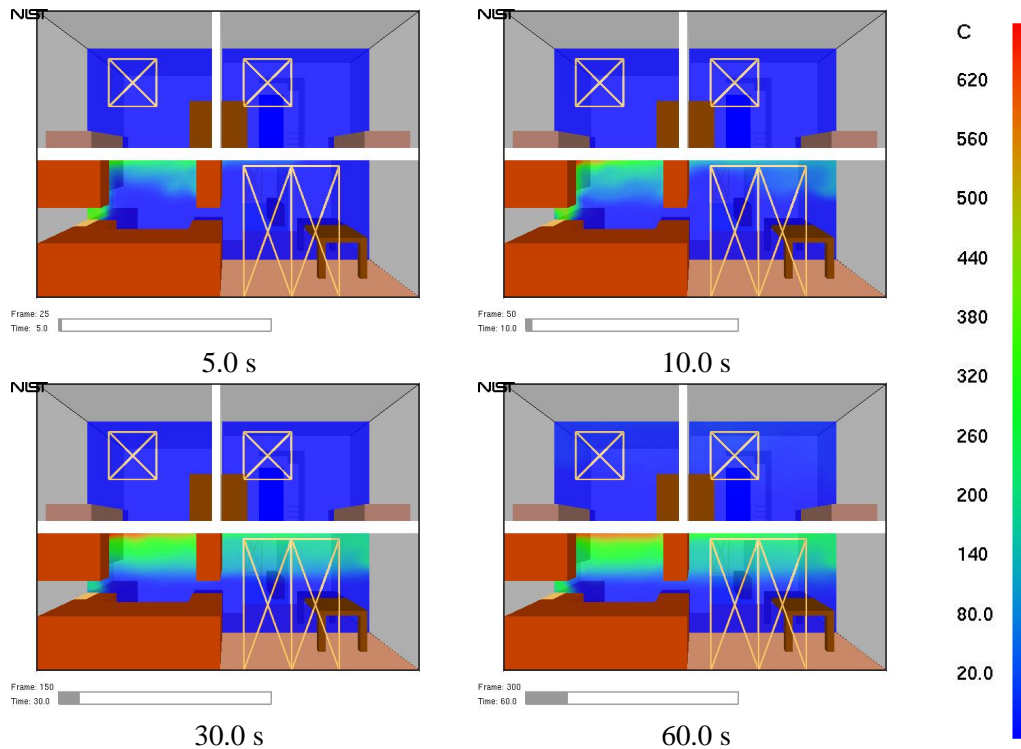 NIST
NIST
C
620
560
500
440
380
320
260
200
140
80.0
20.0
Frame: 25
Time: 5.0
5.0 s
Frame: 50
Time: 10.0
10.0 s
NIST
NIST
Frame: 150
Time: 30.0
30.0 s
Frame: 300
Time: 60.0
60.0 s